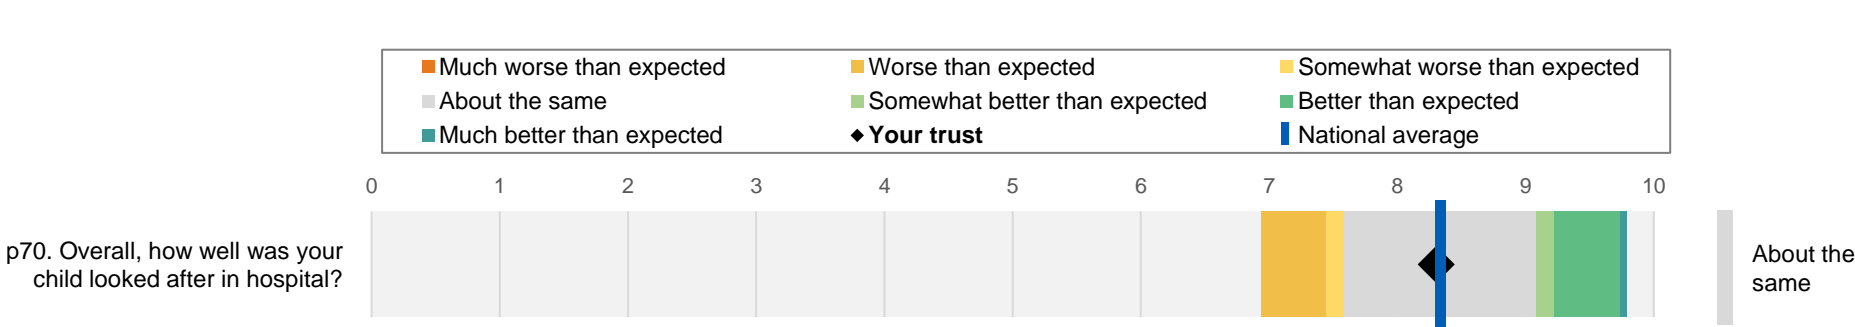 Much worse than expected
Worse than expected
Somewhat worse than expected
About the same
Somewhat better than expected
Better than expected
Much better than expected
Your trust
National average
0 1 2 3 4 5 6 7 8 9 10
p70. Overall, how well was your
child looked after in hospital?
About the
same